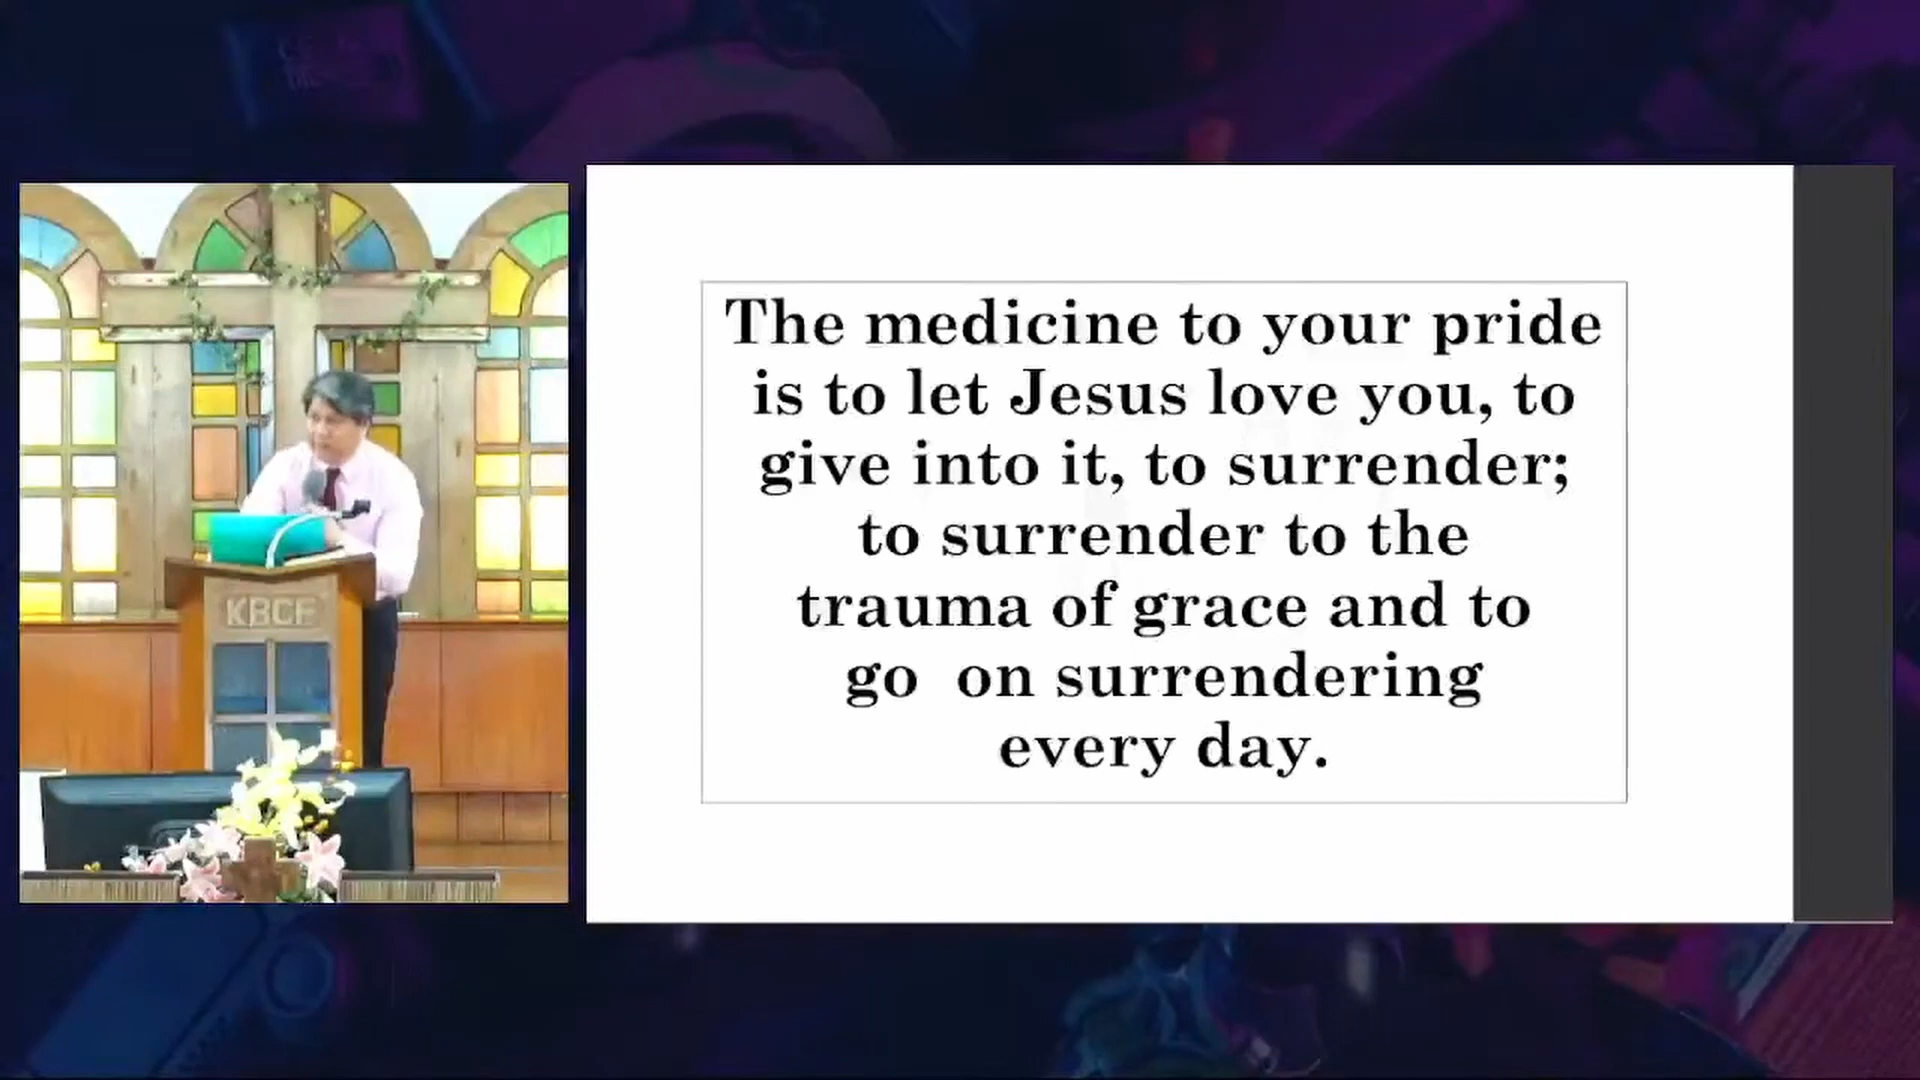 The medicine to your pride
is to let Jesus love you, to
give into it, to surrender;
to surrender to the
trauma of grace and to
go  on surrendering
every day.
KBCF